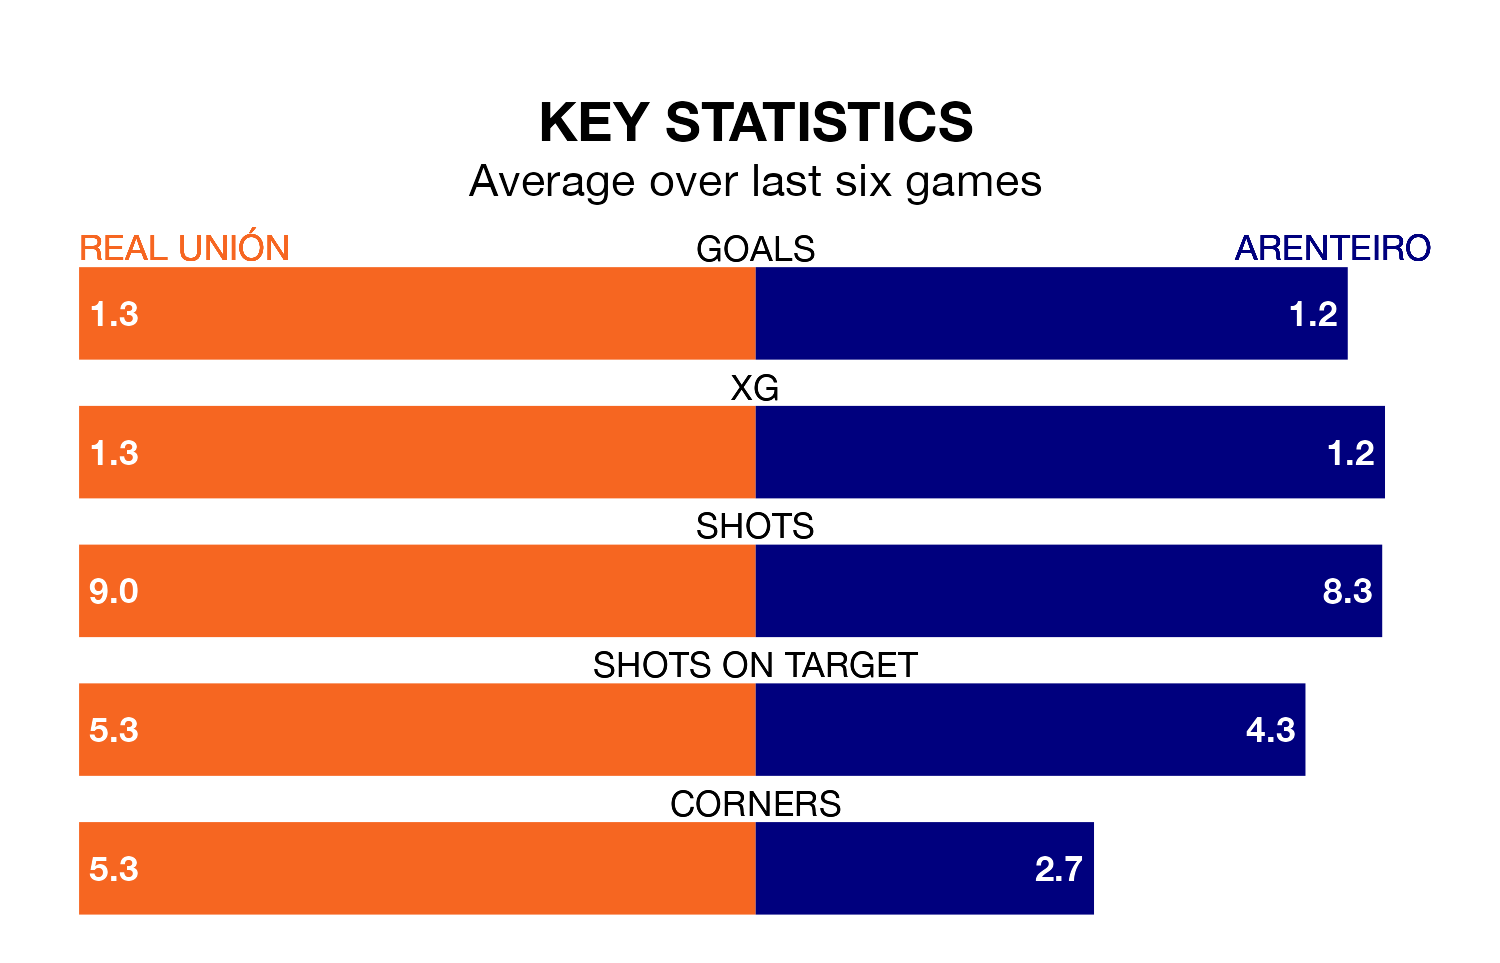 KEY STATISTICS
Average over last six games
REAL UNIÓN GOALS ARENTEIRO
1.3 1.2
XG
1.3 1.2
SHOTS
9.0 8.3
SHOTS ON TARGET
5.3 4.3
CORNERS
5.3 2.7